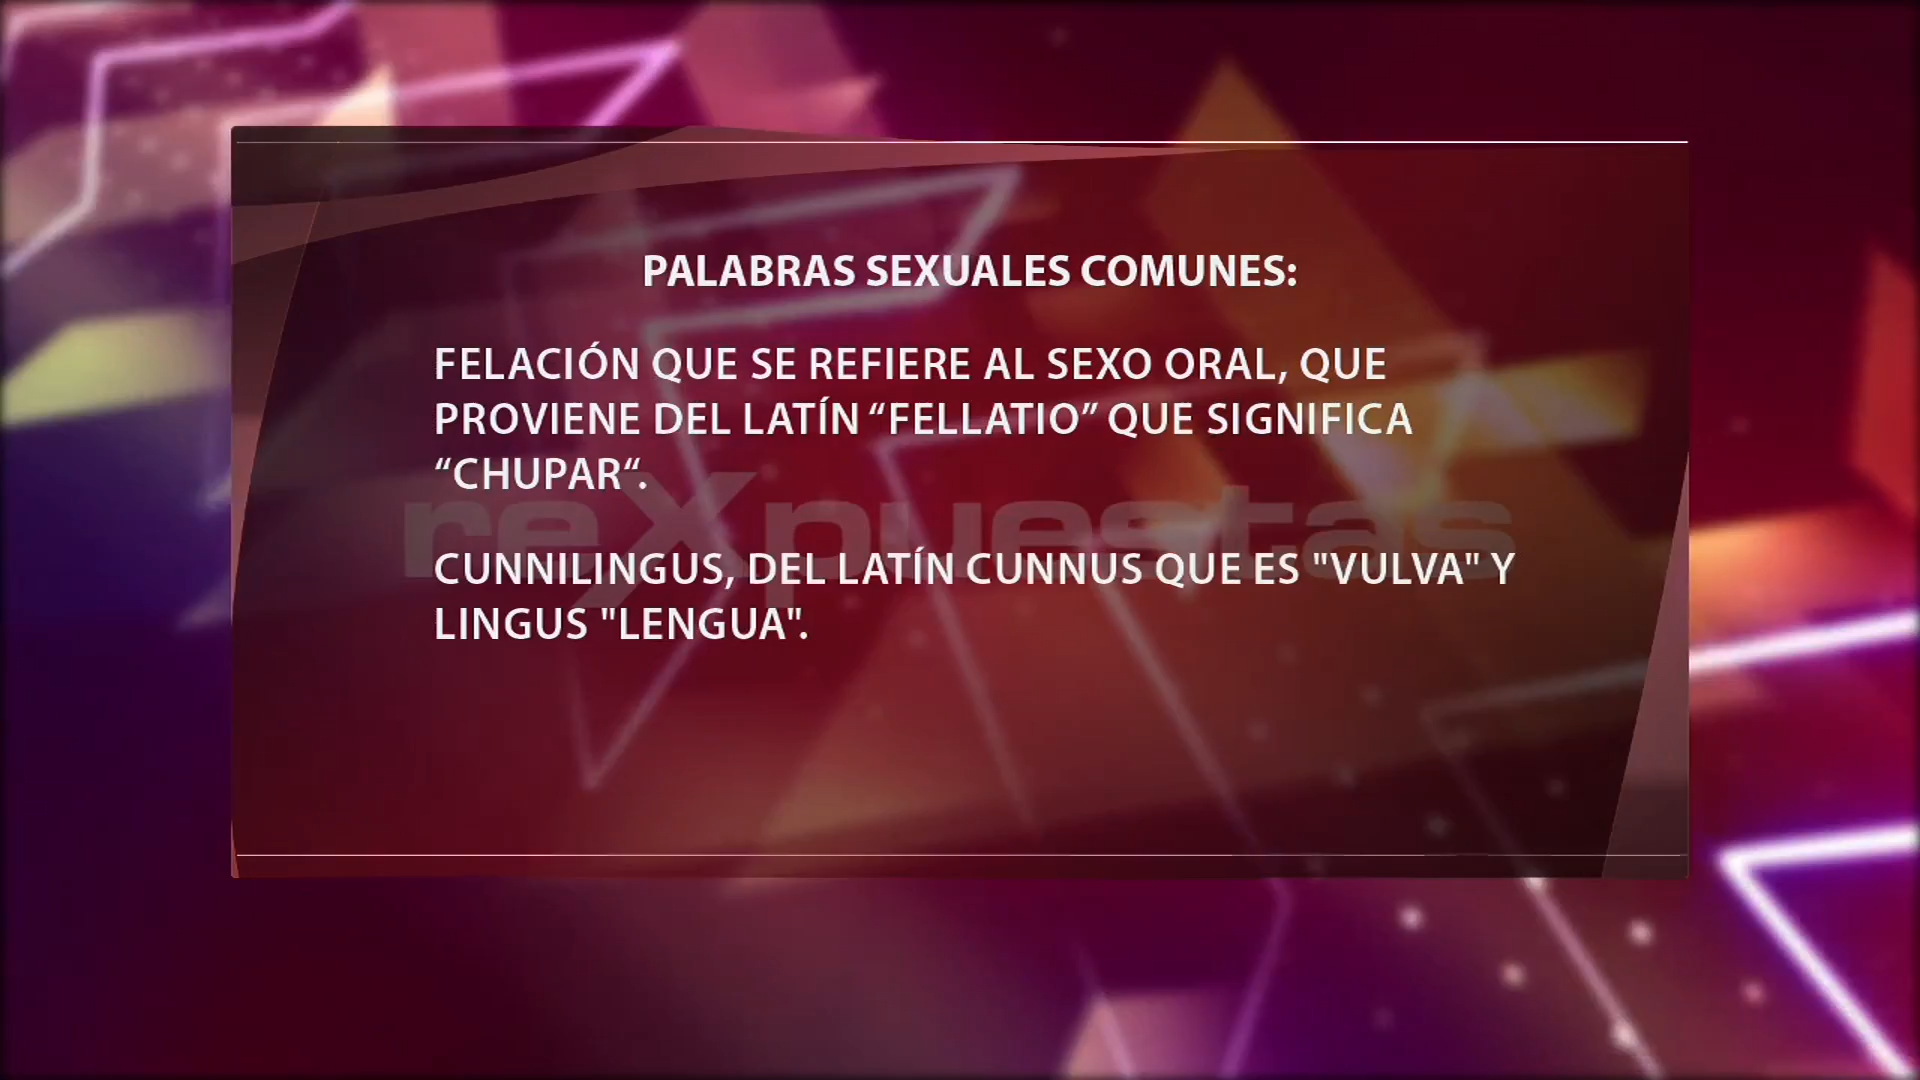 PALABRAS SEXUALES COMUNES:
FELACIÓN QUE SE REFIERE AL SEXO ORAL, QUE
PROVIENE DEL LATÍN “FELLATIO” QUE SIGNIFICA
“CHUPAR“.
reXpuestas
CUNNILINGUS, DEL LATÍN CUNNUS QUE ES "VULVA" Y
LINGUS "LENGUA".